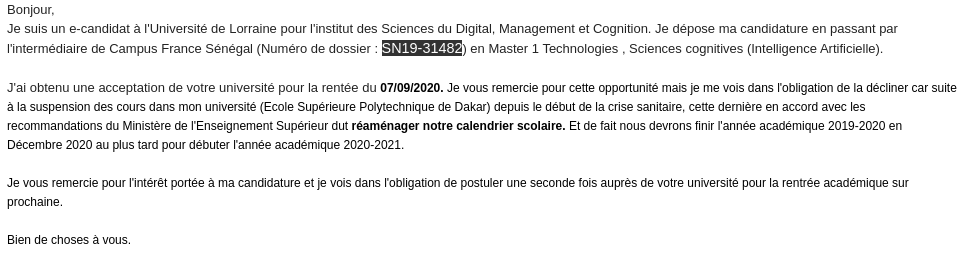 Bonjour,
Je suis un e-candidat à l'Université de Lorraine pour l'institut des Sciences du Digital, Management et Cognition. Je dépose ma candidature en passant par
l'intermédiaire de Campus France Sénégal (Numéro de dossier : SN19-31482) en Master 1 Technologies , Sciences cognitives (Intelligence Artificielle).
J'ai obtenu une acceptation de votre université pour la rentrée du 07/09/2020. Je vous remercie pour cette opportunité mais je me vois dans l'obligation de la décliner car suite
à la suspension des cours dans mon université (Ecole Supérieure Polytechnique de Dakar) depuis le début de la crise sanitaire, cette dernière en accord avec les
recommandations du Ministère de l'Enseignement Supérieur dut réaménager notre calendrier scolaire. Et de fait nous devrons finir l'année académique 2019-2020 en
Décembre 2020 au plus tard pour débuter l'année académique 2020-2021.
Je vous remercie pour l'intérêt portée à ma candidature et je vois dans l'obligation de postuler une seconde fois auprès de votre université pour la rentrée académique sur
prochaine.
Bien de choses à vous.